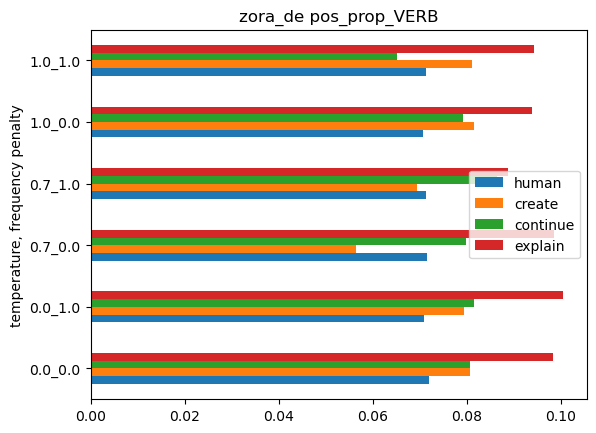 zora_de pos_prop_VERB
temperature, frequency penalty
1.0_1.0
1.0_0.0
0.7_1.0
0.7_0.0
0.0_1.0
0.0_0.0
human
create
continue
explain
0.00 0.02 0.04 0.06 0.08 0.10